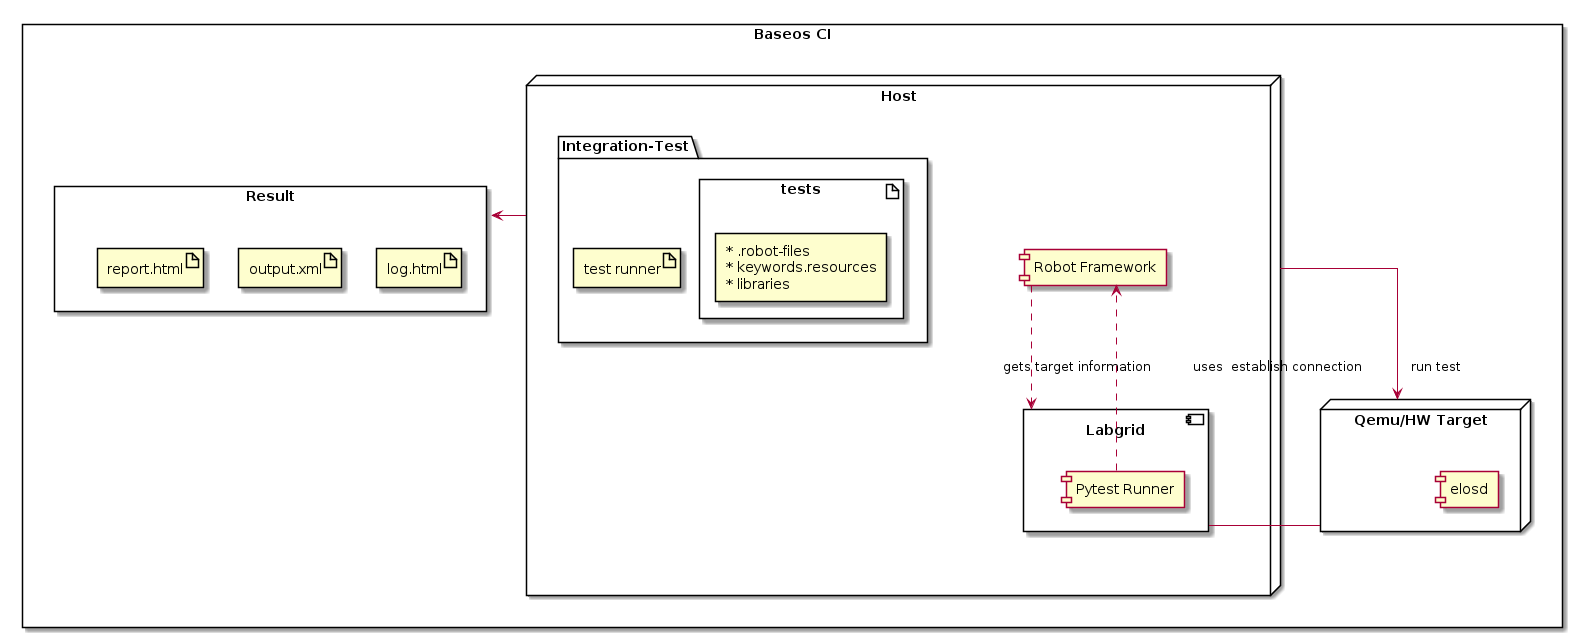 Baseos CI
Host
Integration-Test
Result
tests
report.html
output.xml
log.html
test runner
* .robot-files
* keywords.resources
* libraries
Robot Framework
gets target information
uses
establish connection
run test
Labgrid
Pytest Runner
Qemu/HW Target
elosd